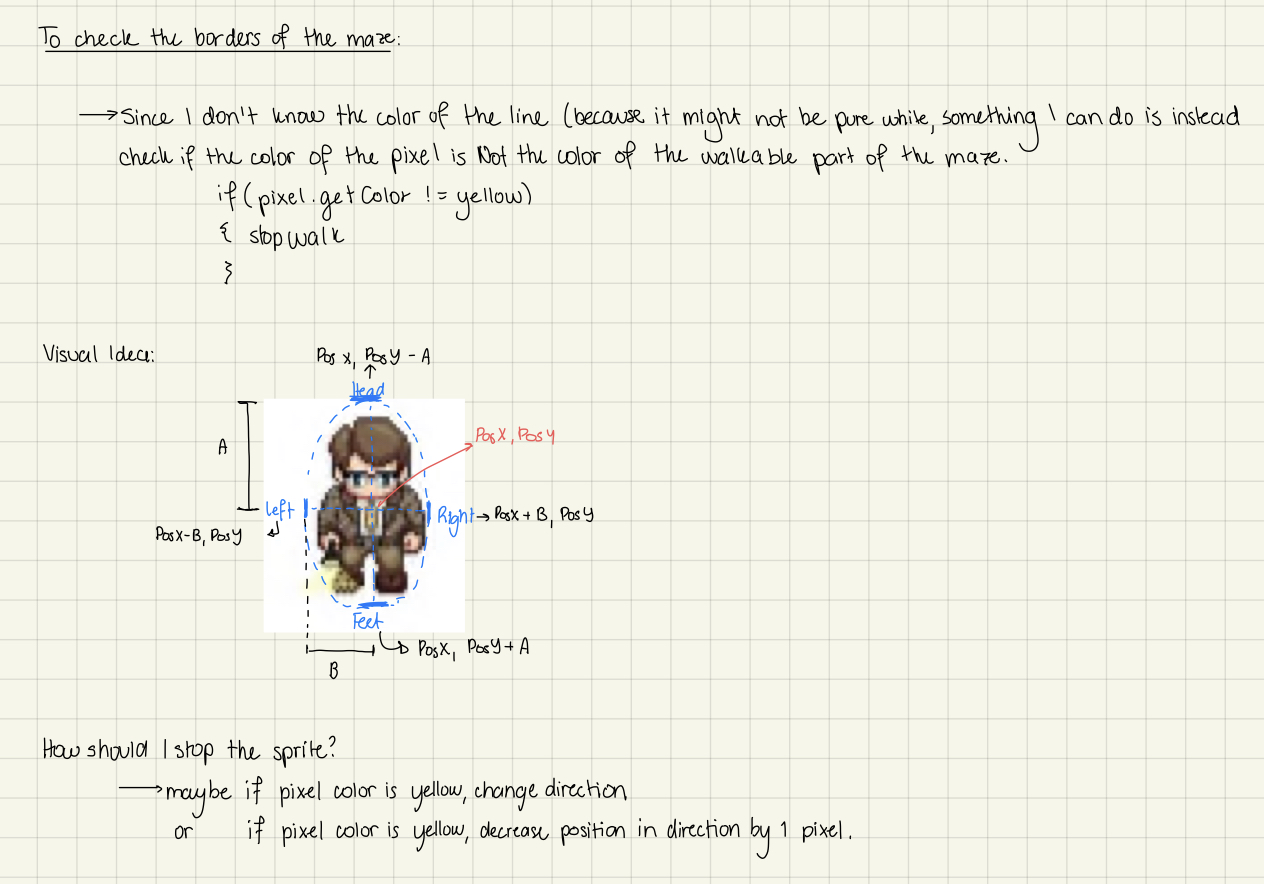 To check the borders of the maze:
→ Since I don't know the color of the line (because it might not be pure white, something I can do is instead
check if the color of the pixel is Not the color of the walkable part of the maze.
if (pixel.getColor != yellow)
{ stop walk
}
Visual Idea:
Pos X, Pos Y - A
Head
A
Pos X, Pos Y
Left
Right → Pos X + B, Pos Y
Pos X - B, Pos Y
Feet
Pos X, Pos Y + A
B
How should I stop the sprite?
→ maybe if pixel color is yellow, change direction
or if pixel color is yellow, decrease position in direction by 1 pixel.